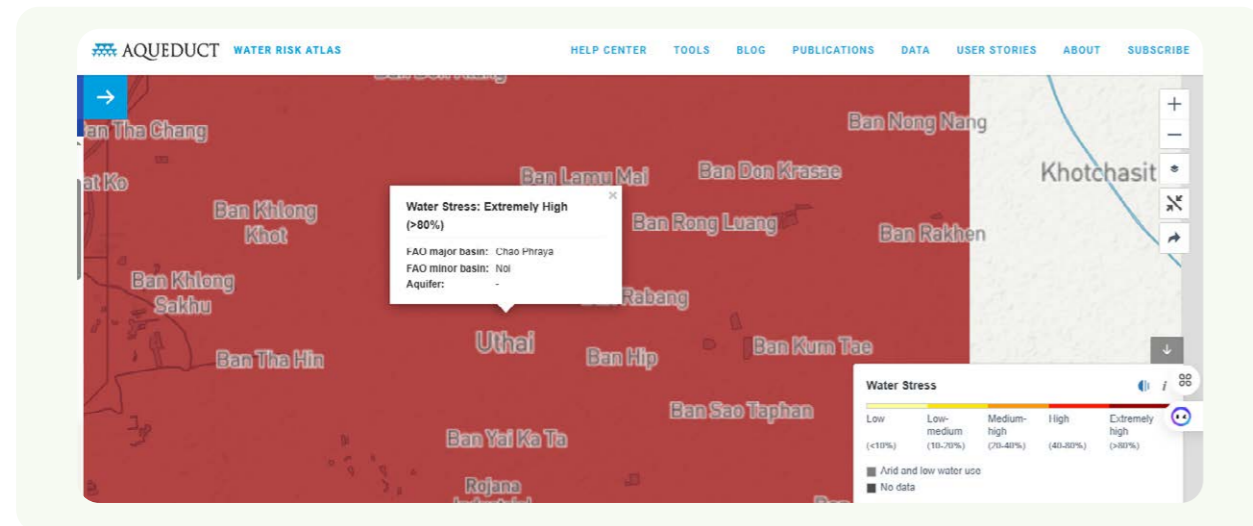 AQUEDUCT WATER RISK ATLAS
HELP CENTER TOOLS BLOG PUBLICATIONS DATA USER STORIES ABOUT SUBSCRIBE
Ban Nong Nang
Ban Tha Chang
Khotchasit
Ban Lamu Mai
Ban Don Krasae
at Ko
Water Stress: Extremely High
(>80%)
FAO major basin: Chao Phraya
FAO minor basin: Noi
Aquifer: -
Ban Khlong
Khot
Ban Rong Luang
Ban Rakhen
Ban Khlong
Sakhu
Rabang
Uthai
Ban Tha Hin
Ban Hip
Ban Kum Tae
Ban Sao Taphan
Ban Yai Ka Ta
Rojana
Water Stress
Low
(<10%)
Low-
medium
(10-20%)
Medium-
high
(20-40%)
High
(40-80%)
Extremely
high
(>80%)
Arid and low water use
No data